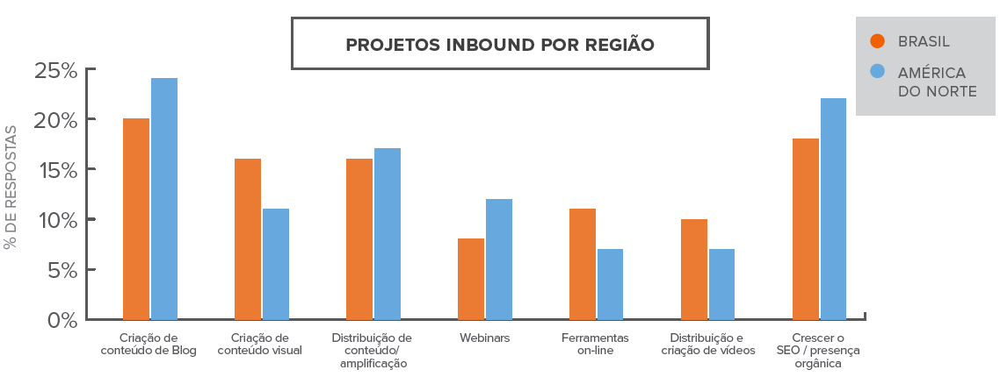 PROJETOS INBOUND POR REGIÃO
BRASIL
AMÉRICA
DO NORTE
% DE RESPOSTAS
25%
20%
15%
10%
5%
0%
Criação de
conteúdo de Blog
Criação de
conteúdo visual
Distribuição de
conteúdo/
amplificação
Webinars
Ferramentas
on-line
Distribuição e
criação de vídeos
Crescer o
SEO / presença
orgânica